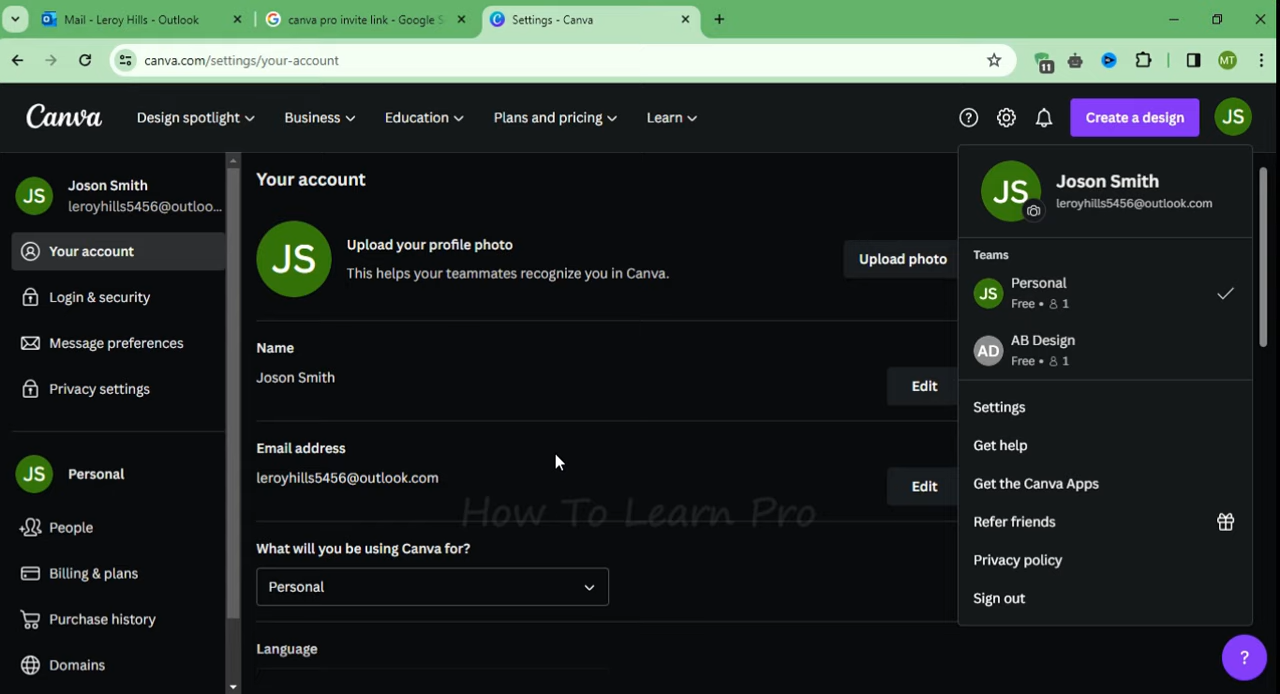 Mail - Leroy Hills - Outlook
canva pro invite link - Google S
Settings - Canva
canva.com/settings/your-account
11
MT
Canva
Design spotlight
Business
Education
Plans and pricing
Learn
Create a design
JS
JS
Joson Smith
leroyhills5456@outloo...
Your account
Login & security
Message preferences
Privacy settings
JS
Personal
People
Billing & plans
Purchase history
Domains
Your account
JS
Upload your profile photo
This helps your teammates recognize you in Canva.
Upload photo
Name
Joson Smith
Edit
Email address
leroyhills5456@outlook.com
Edit
How To Learn Pro
What will you be using Canva for?
Personal
Language
JS
Joson Smith
leroyhills5456@outlook.com
Teams
JS
Personal
Free • 1
AD
AB Design
Free • 1
Settings
Get help
Get the Canva Apps
Refer friends
Privacy policy
Sign out
?